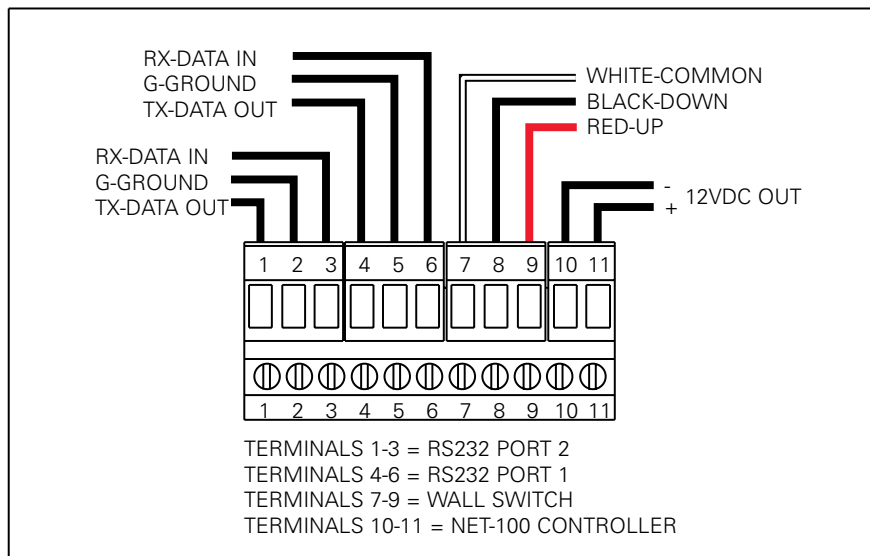 RX-DATA IN
G-GROUND
TX-DATA OUT
RX-DATA IN
G-GROUND
TX-DATA OUT
WHITE-COMMON
BLACK-DOWN
RED-UP
-
+ 12VDC OUT
1 2 3 4 5 6 7 8 9 10 11
1 2 3 4 5 6 7 8 9 10 11
TERMINALS 1-3 = RS232 PORT 2
TERMINALS 4-6 = RS232 PORT 1
TERMINALS 7-9 = WALL SWITCH
TERMINALS 10-11 = NET-100 CONTROLLER